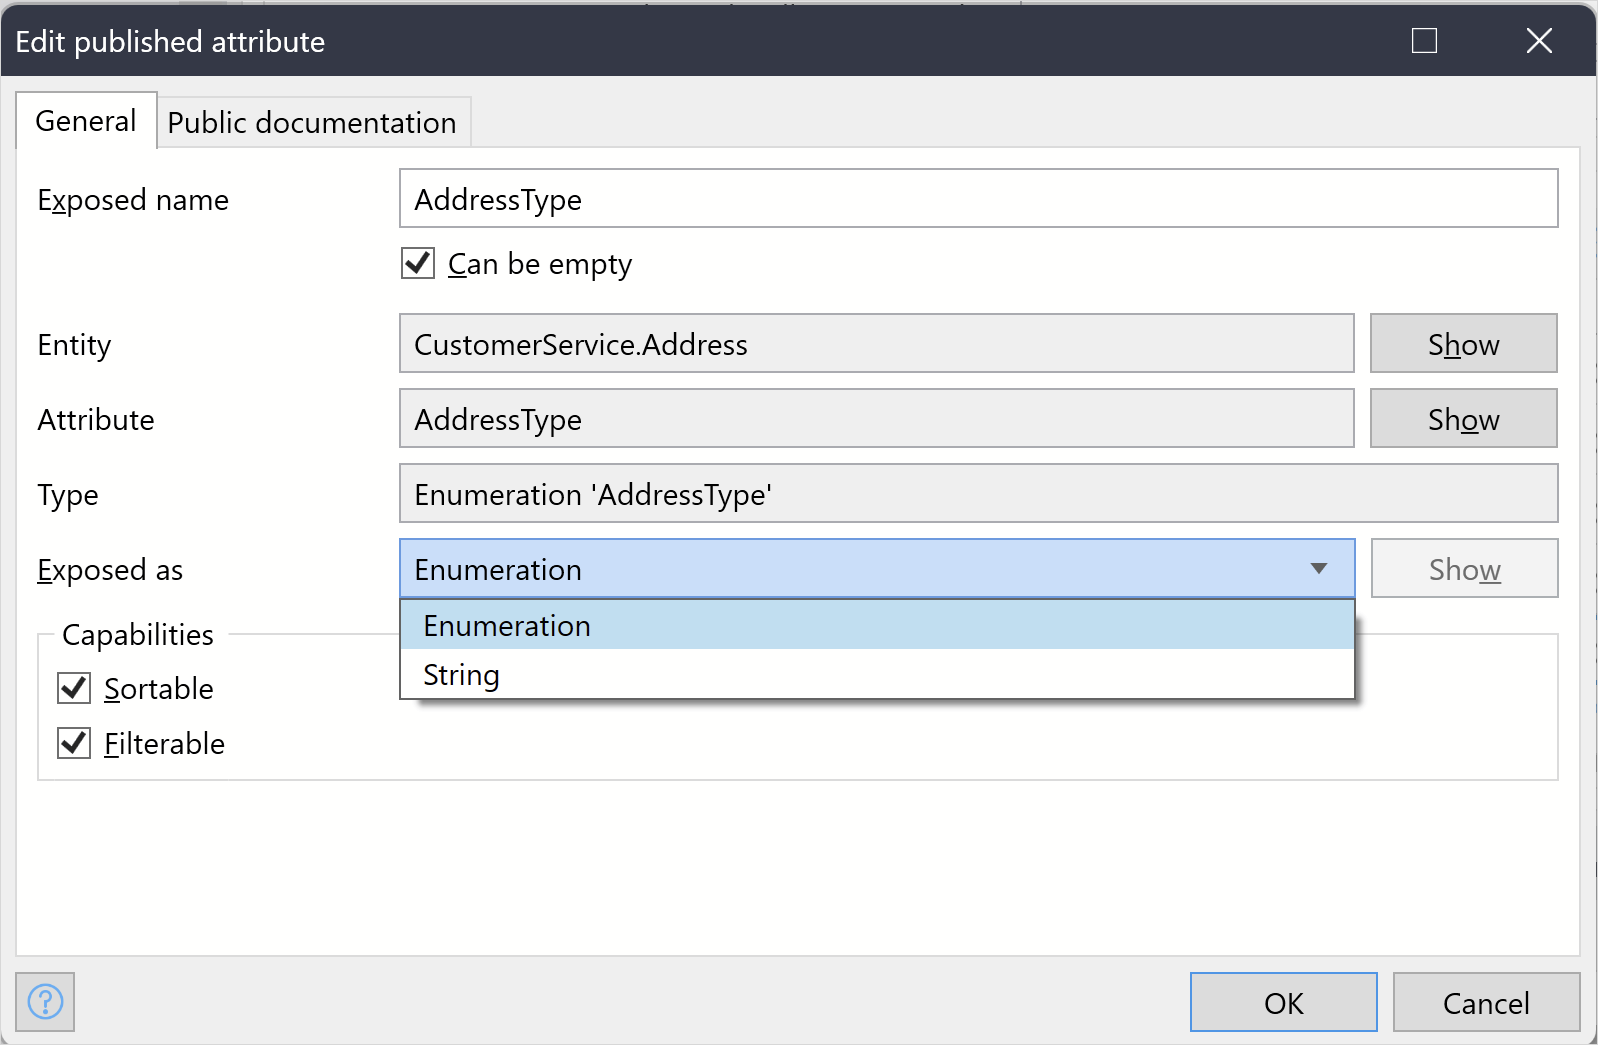 Edit published attribute
General
Public documentation
Exposed name
AddressType
Can be empty
Entity
CustomerService.Address
Show
Attribute
AddressType
Show
Type
Enumeration 'AddressType'
Exposed as
Enumeration
Show
Enumeration
String
Capabilities
Sortable
Filterable
?
OK
Cancel